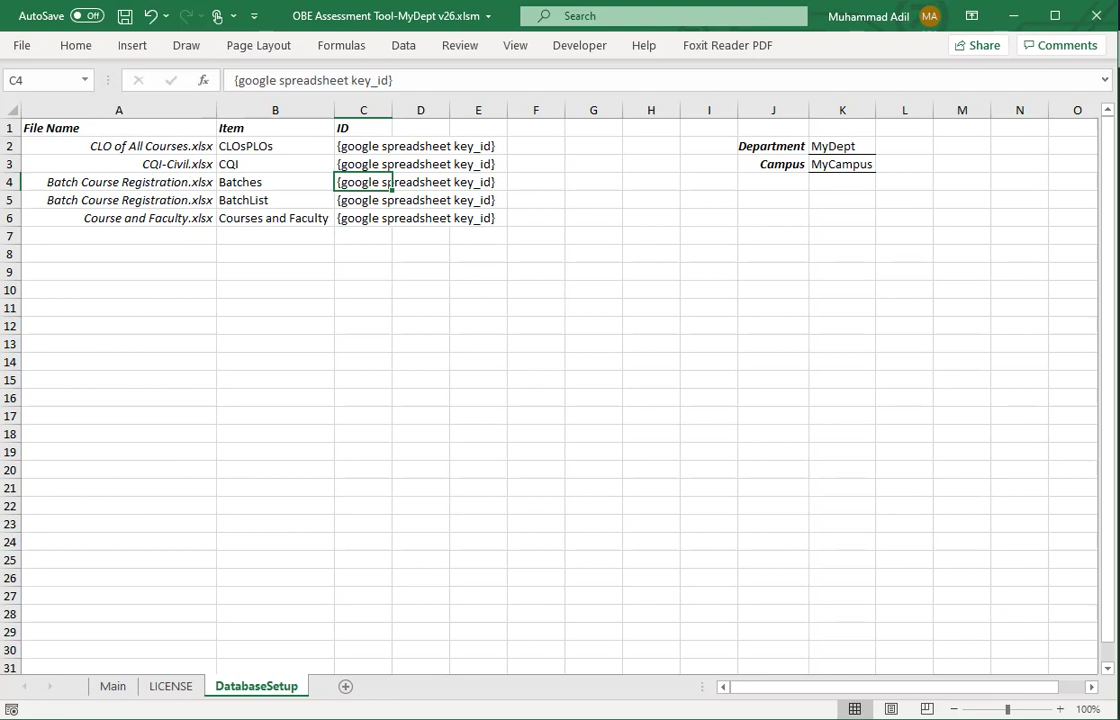 AutoSave Off OBE Assessment Tool-MyDept v26.xlsm Search Muhammad Adil MA
File Home Insert Draw Page Layout Formulas Data Review View Developer Help Foxit Reader PDF Share Comments
C4 fx {google spreadsheet key_id}
A B C D E F G H I J K L M N O
1 File Name Item ID
2 CLO of All Courses.xlsx CLOsPLOs {google spreadsheet key_id} Department MyDept
3 CQI-Civil.xlsx CQI {google spreadsheet key_id} Campus MyCampus
4 Batch Course Registration.xlsx Batches {google spreadsheet key_id}
5 Batch Course Registration.xlsx BatchList {google spreadsheet key_id}
6 Course and Faculty.xlsx Courses and Faculty {google spreadsheet key_id}
7
8
9
10
11
12
13
14
15
16
17
18
19
20
21
22
23
24
25
26
27
28
29
30
31
Main LICENSE DatabaseSetup
100%